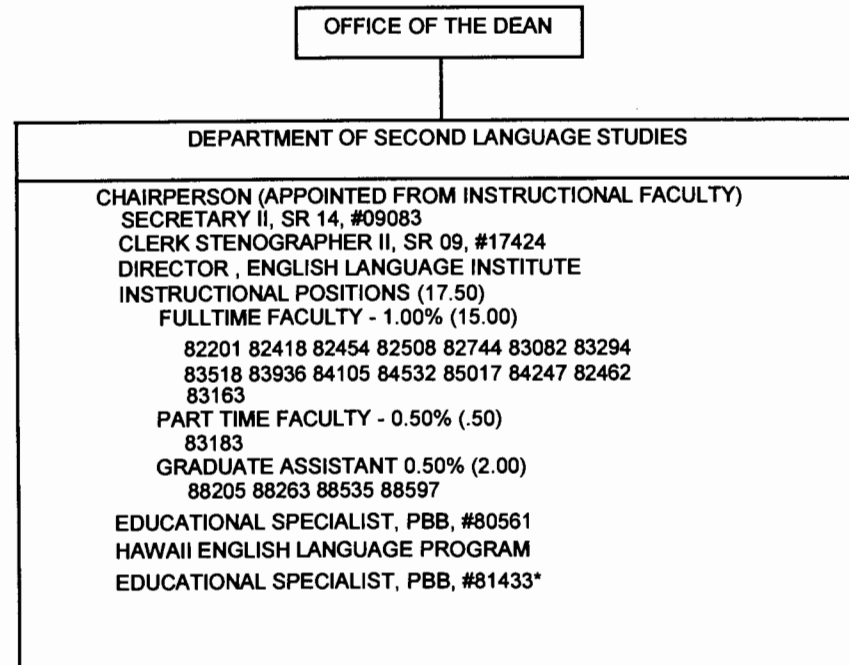 OFFICE OF THE DEAN
DEPARTMENT OF SECOND LANGUAGE STUDIES
CHAIRPERSON (APPOINTED FROM INSTRUCTIONAL FACULTY)
SECRETARY II, SR 14, #09083
CLERK STENOGRAPHER II, SR 09, #17424
DIRECTOR , ENGLISH LANGUAGE INSTITUTE
INSTRUCTIONAL POSITIONS (17.50)
FULLTIME FACULTY - 1.00% (15.00)
82201 82418 82454 82508 82744 83082 83294
83518 83936 84105 84532 85017 84247 82462
83163
PART TIME FACULTY - 0.50% (.50)
83183
GRADUATE ASSISTANT 0.50% (2.00)
88205 88263 88535 88597
EDUCATIONAL SPECIALIST, PBB, #80561
HAWAII ENGLISH LANGUAGE PROGRAM
EDUCATIONAL SPECIALIST, PBB, #81433*